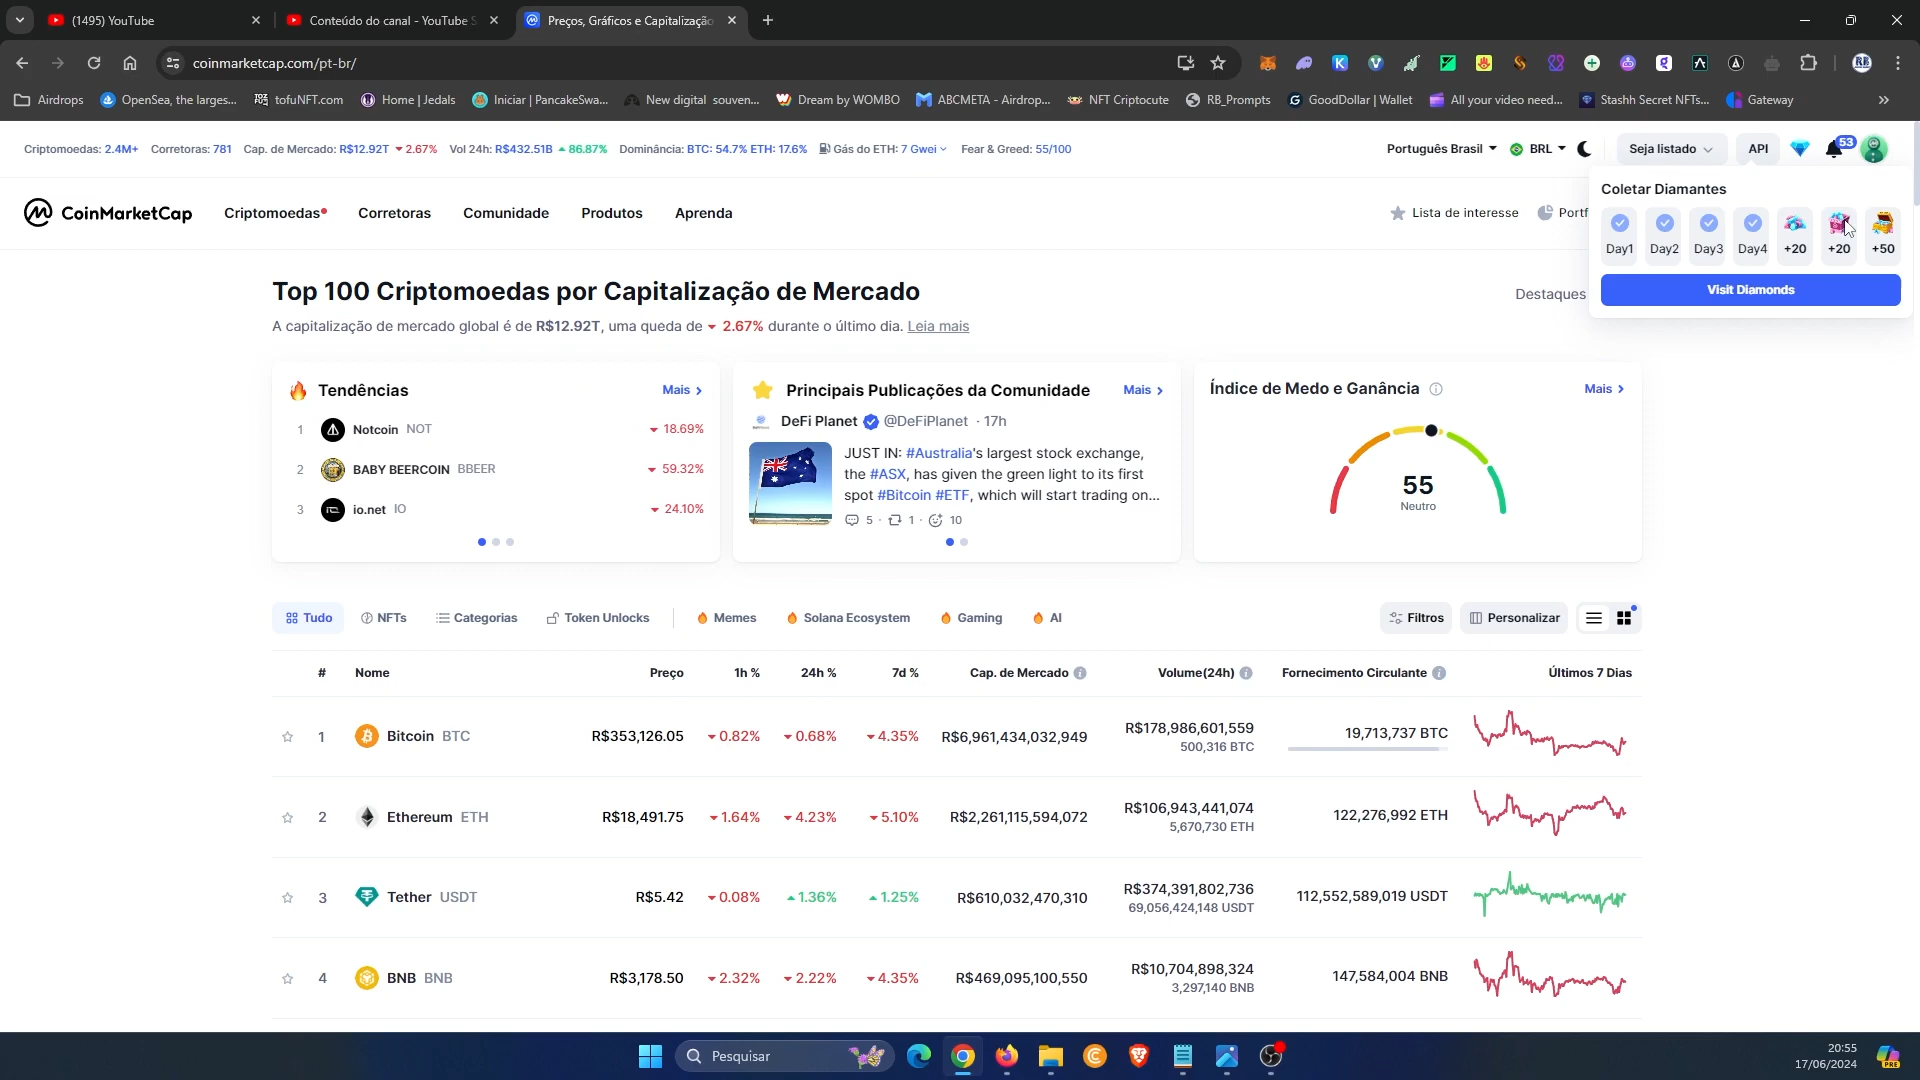 (1495) YouTube
Conteúdo do canal - YouTube S
Preços, Gráficos e Capitalização
coinmarketcap.com/pt-br/
Airdrops
OpenSea, the larges...
tofuNFT.com
Home | Jedals
Iniciar | PancakeSwa...
New digital souven...
Dream by WOMBO
ABCMETA - Airdrop...
NFT Criptocute
RB_Prompts
GoodDollar | Wallet
All your video need...
Stashh Secret NFTs...
Gateway
Criptomoedas: 2.4M+ Corretoras: 781 Cap. de Mercado: R$12.92T 2.67% Vol 24h: R$432.51B 86.87% Dominância: BTC: 54.7% ETH: 17.6% Gás do ETH: 7 Gwei Fear & Greed: 55/100
Português Brasil BRL Seja listado API 53
CoinMarketCap
Criptomoedas Corretoras Comunidade Produtos Aprenda
Lista de interesse Portf
Coletar Diamantes
Day1 Day2 Day3 Day4 +20 +20 +50
Visit Diamonds
Top 100 Criptomoedas por Capitalização de Mercado
Destaques
A capitalização de mercado global é de R$12.92T, uma queda de 2.67% durante o último dia. Leia mais
Tendências Mais
1 Notcoin NOT 18.69%
2 BABY BEERCOIN BBEER 59.32%
3 io.net IO 24.10%
Principais Publicações da Comunidade Mais
DeFi Planet @DeFiPlanet · 17h
JUST IN: #Australia's largest stock exchange,
the #ASX, has given the green light to its first
spot #Bitcoin #ETF, which will start trading on...
5 · 1 · 10
Índice de Medo e Ganância Mais
55
Neutro
Tudo NFTs Categorias Token Unlocks Memes Solana Ecosystem Gaming AI
Filtros Personalizar
# Nome Preço 1h % 24h % 7d % Cap. de Mercado Volume(24h) Fornecimento Circulante Últimos 7 Dias
1 Bitcoin BTC R$353,126.05 0.82% 0.68% 4.35% R$6,961,434,032,949 R$178,986,601,559 19,713,737 BTC
500,316 BTC
2 Ethereum ETH R$18,491.75 1.64% 4.23% 5.10% R$2,261,115,594,072 R$106,943,441,074 122,276,992 ETH
5,670,730 ETH
3 Tether USDT R$5.42 0.08% 1.36% 1.25% R$610,032,470,310 R$374,391,802,736 112,552,589,019 USDT
69,056,424,148 USDT
4 BNB BNB R$3,178.50 2.32% 2.22% 4.35% R$469,095,100,550 R$10,704,898,324 147,584,004 BNB
3,297,140 BNB
Pesquisar
20:55
17/06/2024
PRE